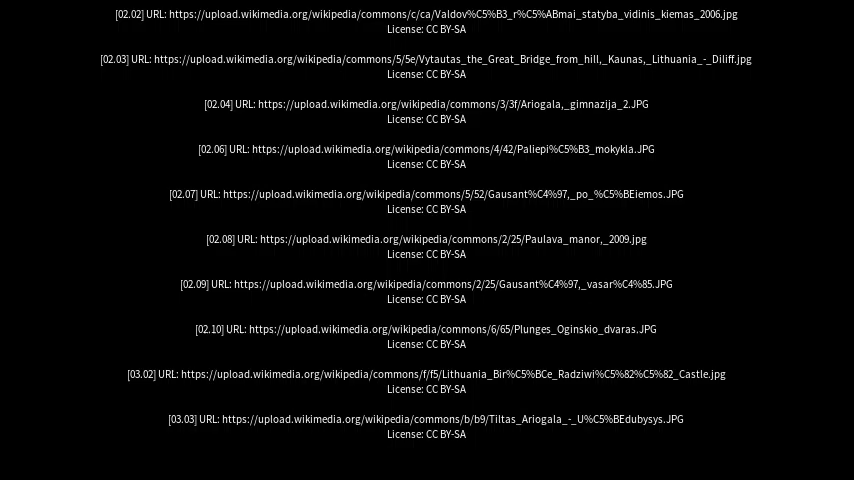 [02.02] URL: https://upload.wikimedia.org/wikipedia/commons/c/ca/Valdov%C5%B3_r%C5%ABmai_statyba_vidinis_kiemas_2006.jpg
License: CC BY-SA
[02.03] URL: https://upload.wikimedia.org/wikipedia/commons/5/5e/Vytautas_the_Great_Bridge_from_hill,_Kaunas,_Lithuania_-_Diliff.jpg
License: CC BY-SA
[02.04] URL: https://upload.wikimedia.org/wikipedia/commons/3/3f/Ariogala,_gimnazija_2.JPG
License: CC BY-SA
[02.06] URL: https://upload.wikimedia.org/wikipedia/commons/4/42/Paliepi%C5%B3_mokykla.JPG
License: CC BY-SA
[02.07] URL: https://upload.wikimedia.org/wikipedia/commons/5/52/Gausant%C4%97,_po_%C5%BEiemos.JPG
License: CC BY-SA
[02.08] URL: https://upload.wikimedia.org/wikipedia/commons/2/25/Paulava_manor,_2009.jpg
License: CC BY-SA
[02.09] URL: https://upload.wikimedia.org/wikipedia/commons/2/25/Gausant%C4%97,_vasar%C4%85.JPG
License: CC BY-SA
[02.10] URL: https://upload.wikimedia.org/wikipedia/commons/6/65/Plunges_Oginskio_dvaras.JPG
License: CC BY-SA
[03.02] URL: https://upload.wikimedia.org/wikipedia/commons/f/f5/Lithuania_Bir%C5%BCe_Radziwi%C5%82%C5%82_Castle.jpg
License: CC BY-SA
[03.03] URL: https://upload.wikimedia.org/wikipedia/commons/b/b9/Tiltas_Ariogala_-_U%C5%BEdubysys.JPG
License: CC BY-SA